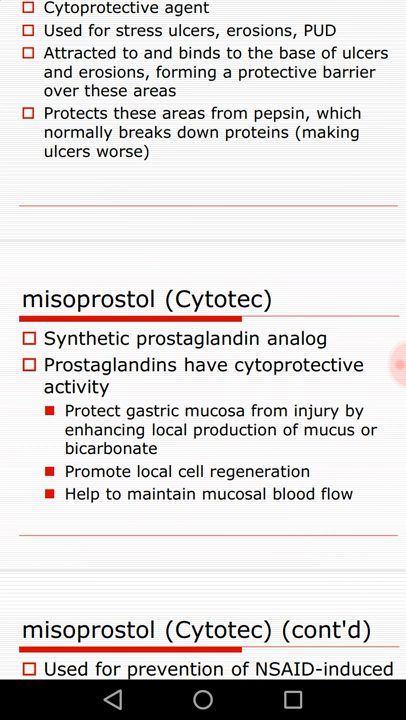 Cytoprotective agent
Used for stress ulcers, erosions, PUD
Attracted to and binds to the base of ulcers
and erosions, forming a protective barrier
over these areas
Protects these areas from pepsin, which
normally breaks down proteins (making
ulcers worse)
misoprostol (Cytotec)
Synthetic prostaglandin analog
Prostaglandins have cytoprotective
activity
Protect gastric mucosa from injury by
enhancing local production of mucus or
bicarbonate
Promote local cell regeneration
Help to maintain mucosal blood flow
misoprostol (Cytotec) (cont'd)
Used for prevention of NSAID-induced